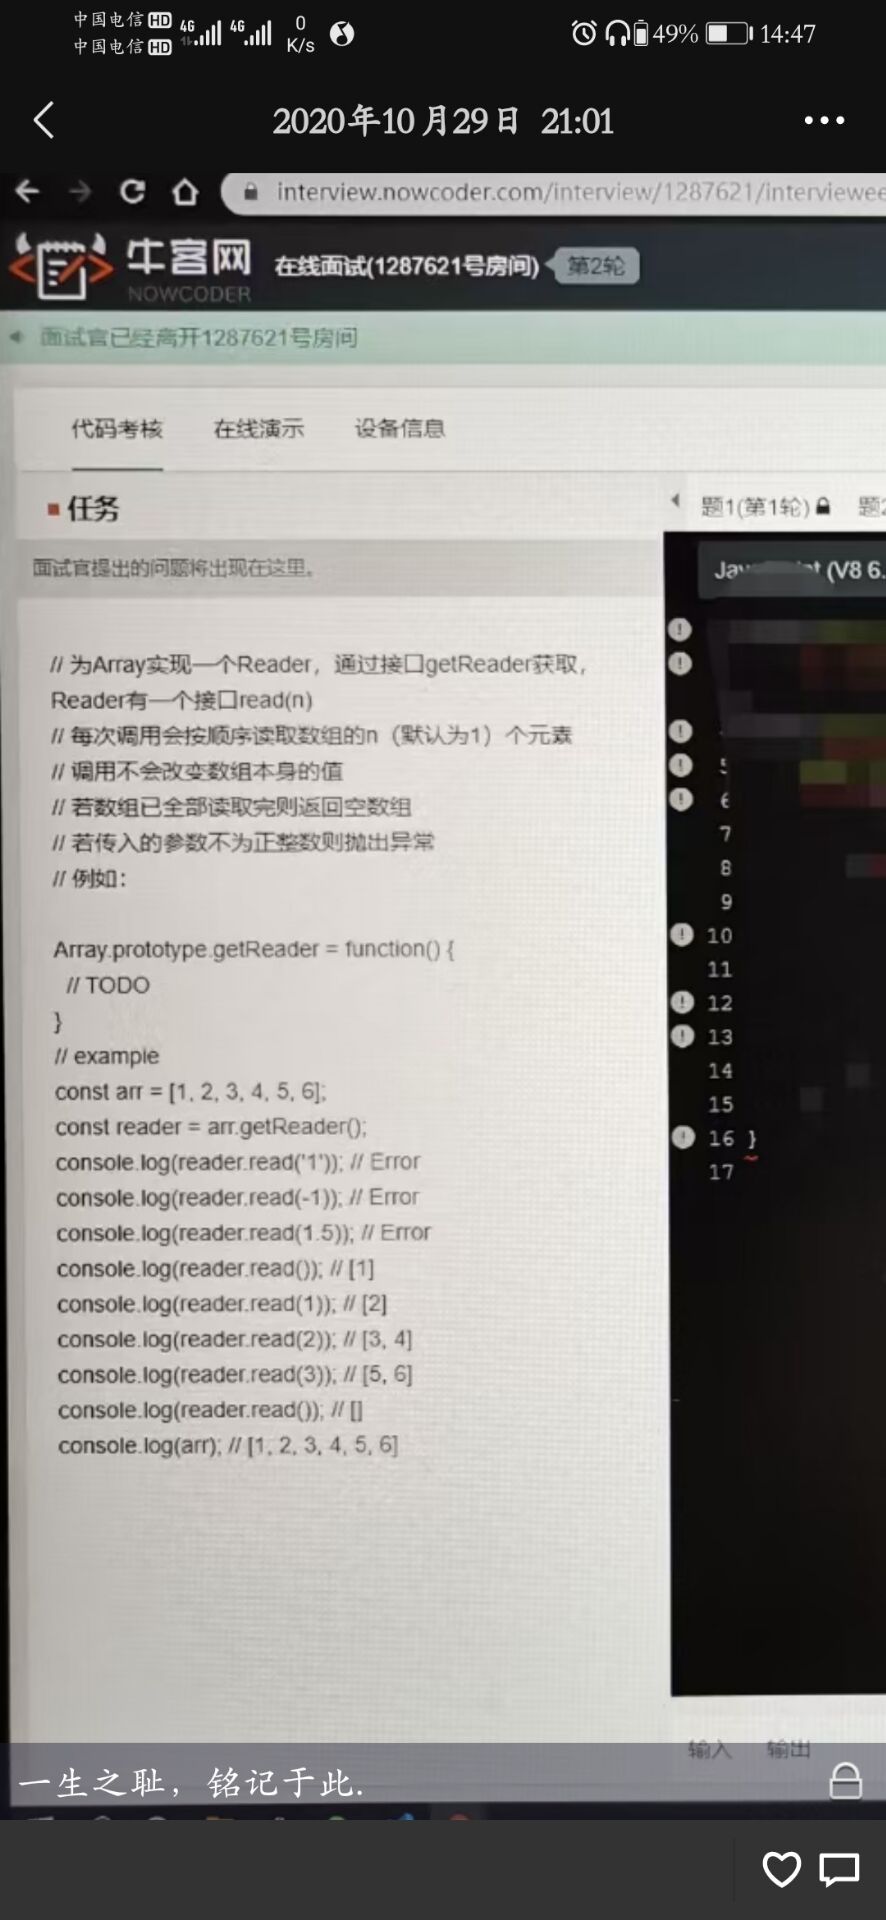 中国电信 HD 4G 4G 0 K/s 49% 14:47
中国电信 HD
2020年10月29日 21:01
interview.nowcoder.com/interview/1287621/interviewee
牛客网 在线面试(1287621号房间) 第2轮
NOWCODER
面试官已经离开1287621号房间
代码考核 在线演示 设备信息
任务
题1(第1轮)
面试官提出的问题将出现在这里。
(V8 6.
// 为Array实现一个Reader，通过接口getReader获取，
Reader有一个接口read(n)
// 每次调用会按顺序读取数组的n（默认为1）个元素
// 调用不会改变数组本身的值
// 若数组已全部读取完则返回空数组
// 若传入的参数不为正整数则抛出异常
// 例如：
Array.prototype.getReader = function() {
// TODO
}
// example
const arr = [1, 2, 3, 4, 5, 6];
const reader = arr.getReader();
console.log(reader.read('1')); // Error
console.log(reader.read(-1)); // Error
console.log(reader.read(1.5)); // Error
console.log(reader.read()); // [1]
console.log(reader.read(1)); // [2]
console.log(reader.read(2)); // [3, 4]
console.log(reader.read(3)); // [5, 6]
console.log(reader.read()); // []
console.log(arr); // [1, 2, 3, 4, 5, 6]
5
6
7
8
9
10
11
12
13
14
15
16 }
17
输入 输出
一生之耻，铭记于此.